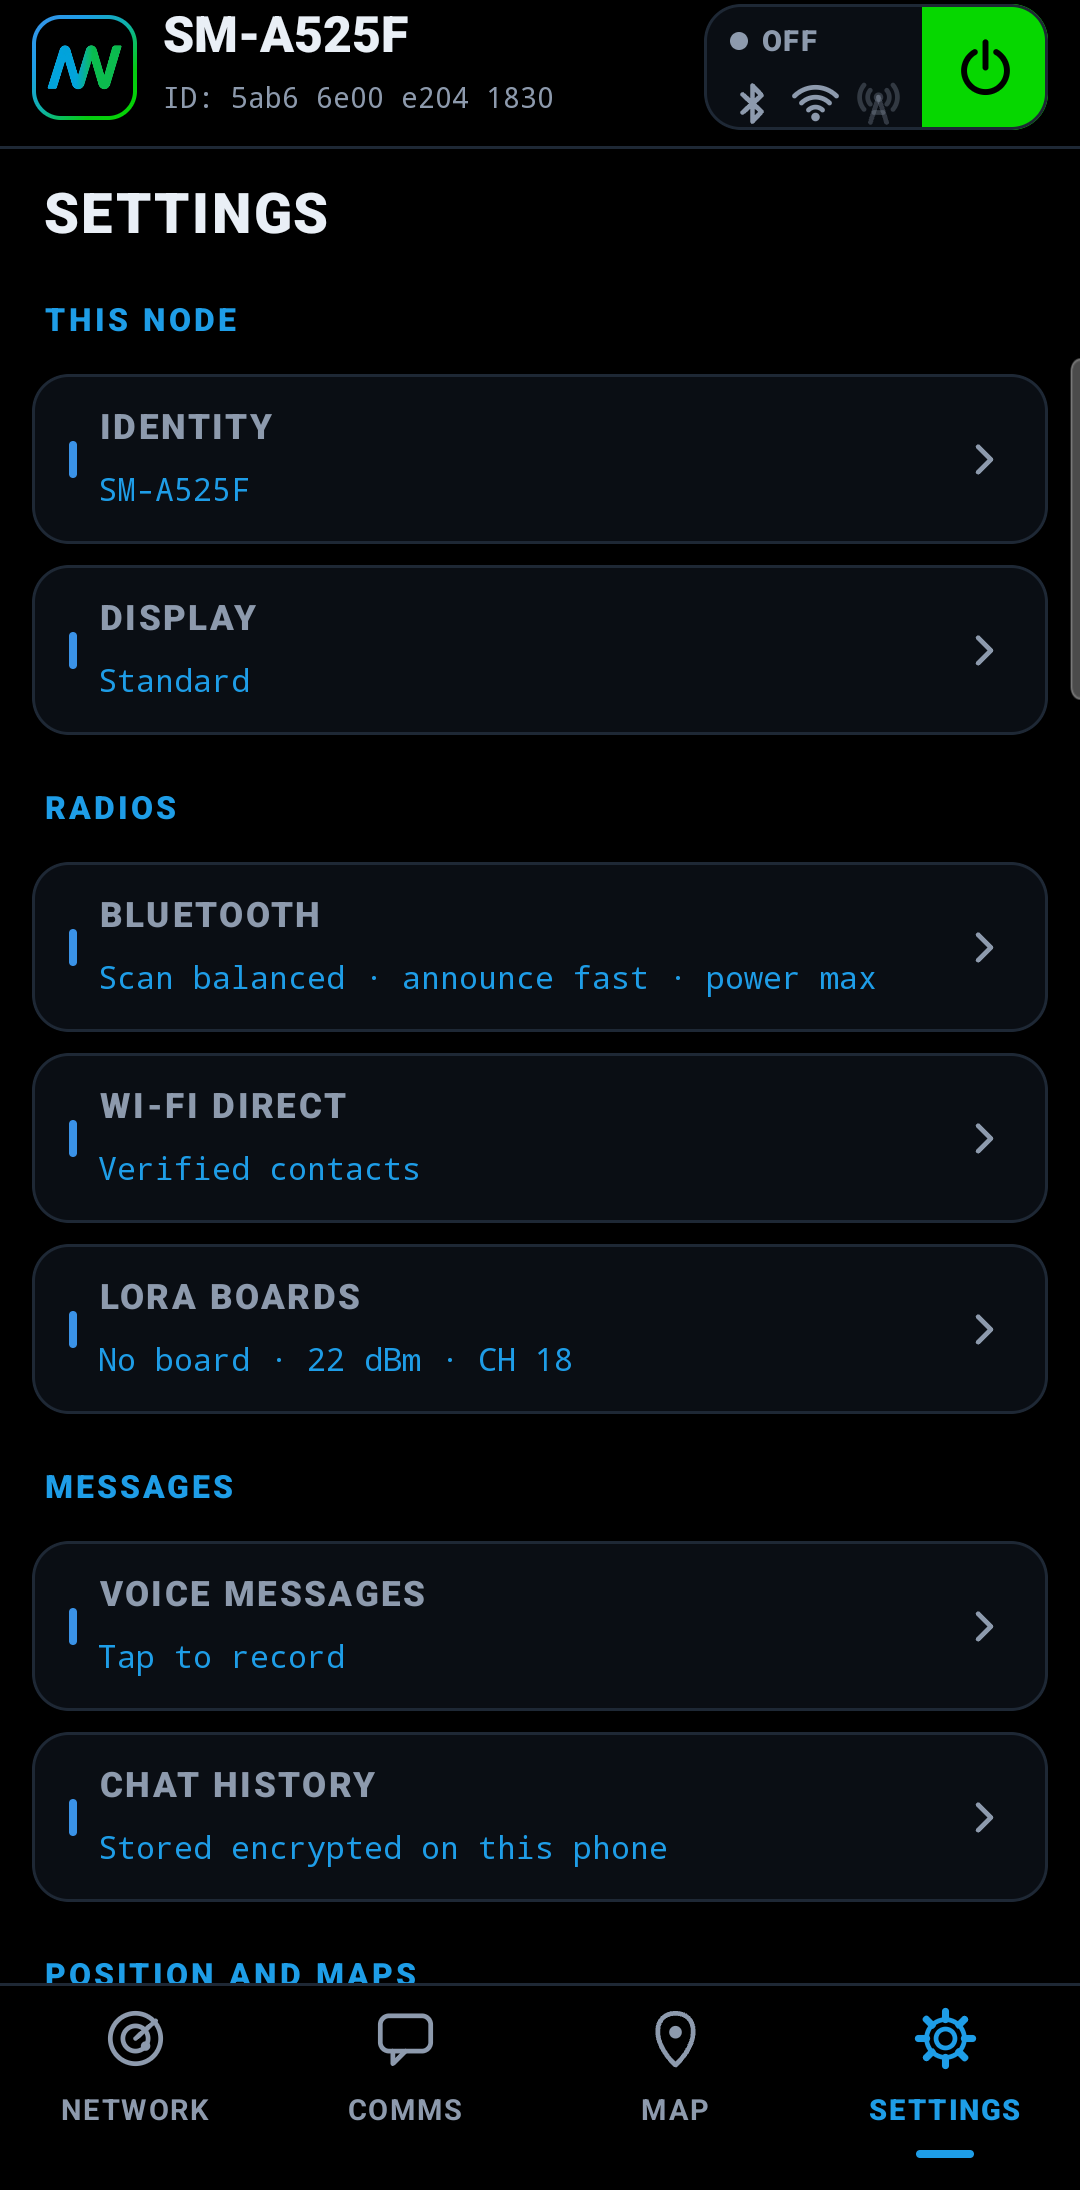 SM-A525F
ID: 5ab6 6e00 e204 1830
OFF
SETTINGS
THIS NODE
IDENTITY
SM-A525F
DISPLAY
Standard
RADIOS
BLUETOOTH
Scan balanced · announce fast · power max
WI-FI DIRECT
Verified contacts
LORA BOARDS
No board · 22 dBm · CH 18
MESSAGES
VOICE MESSAGES
Tap to record
CHAT HISTORY
Stored encrypted on this phone
POSITION AND MAPS
NETWORK
COMMS
MAP
SETTINGS